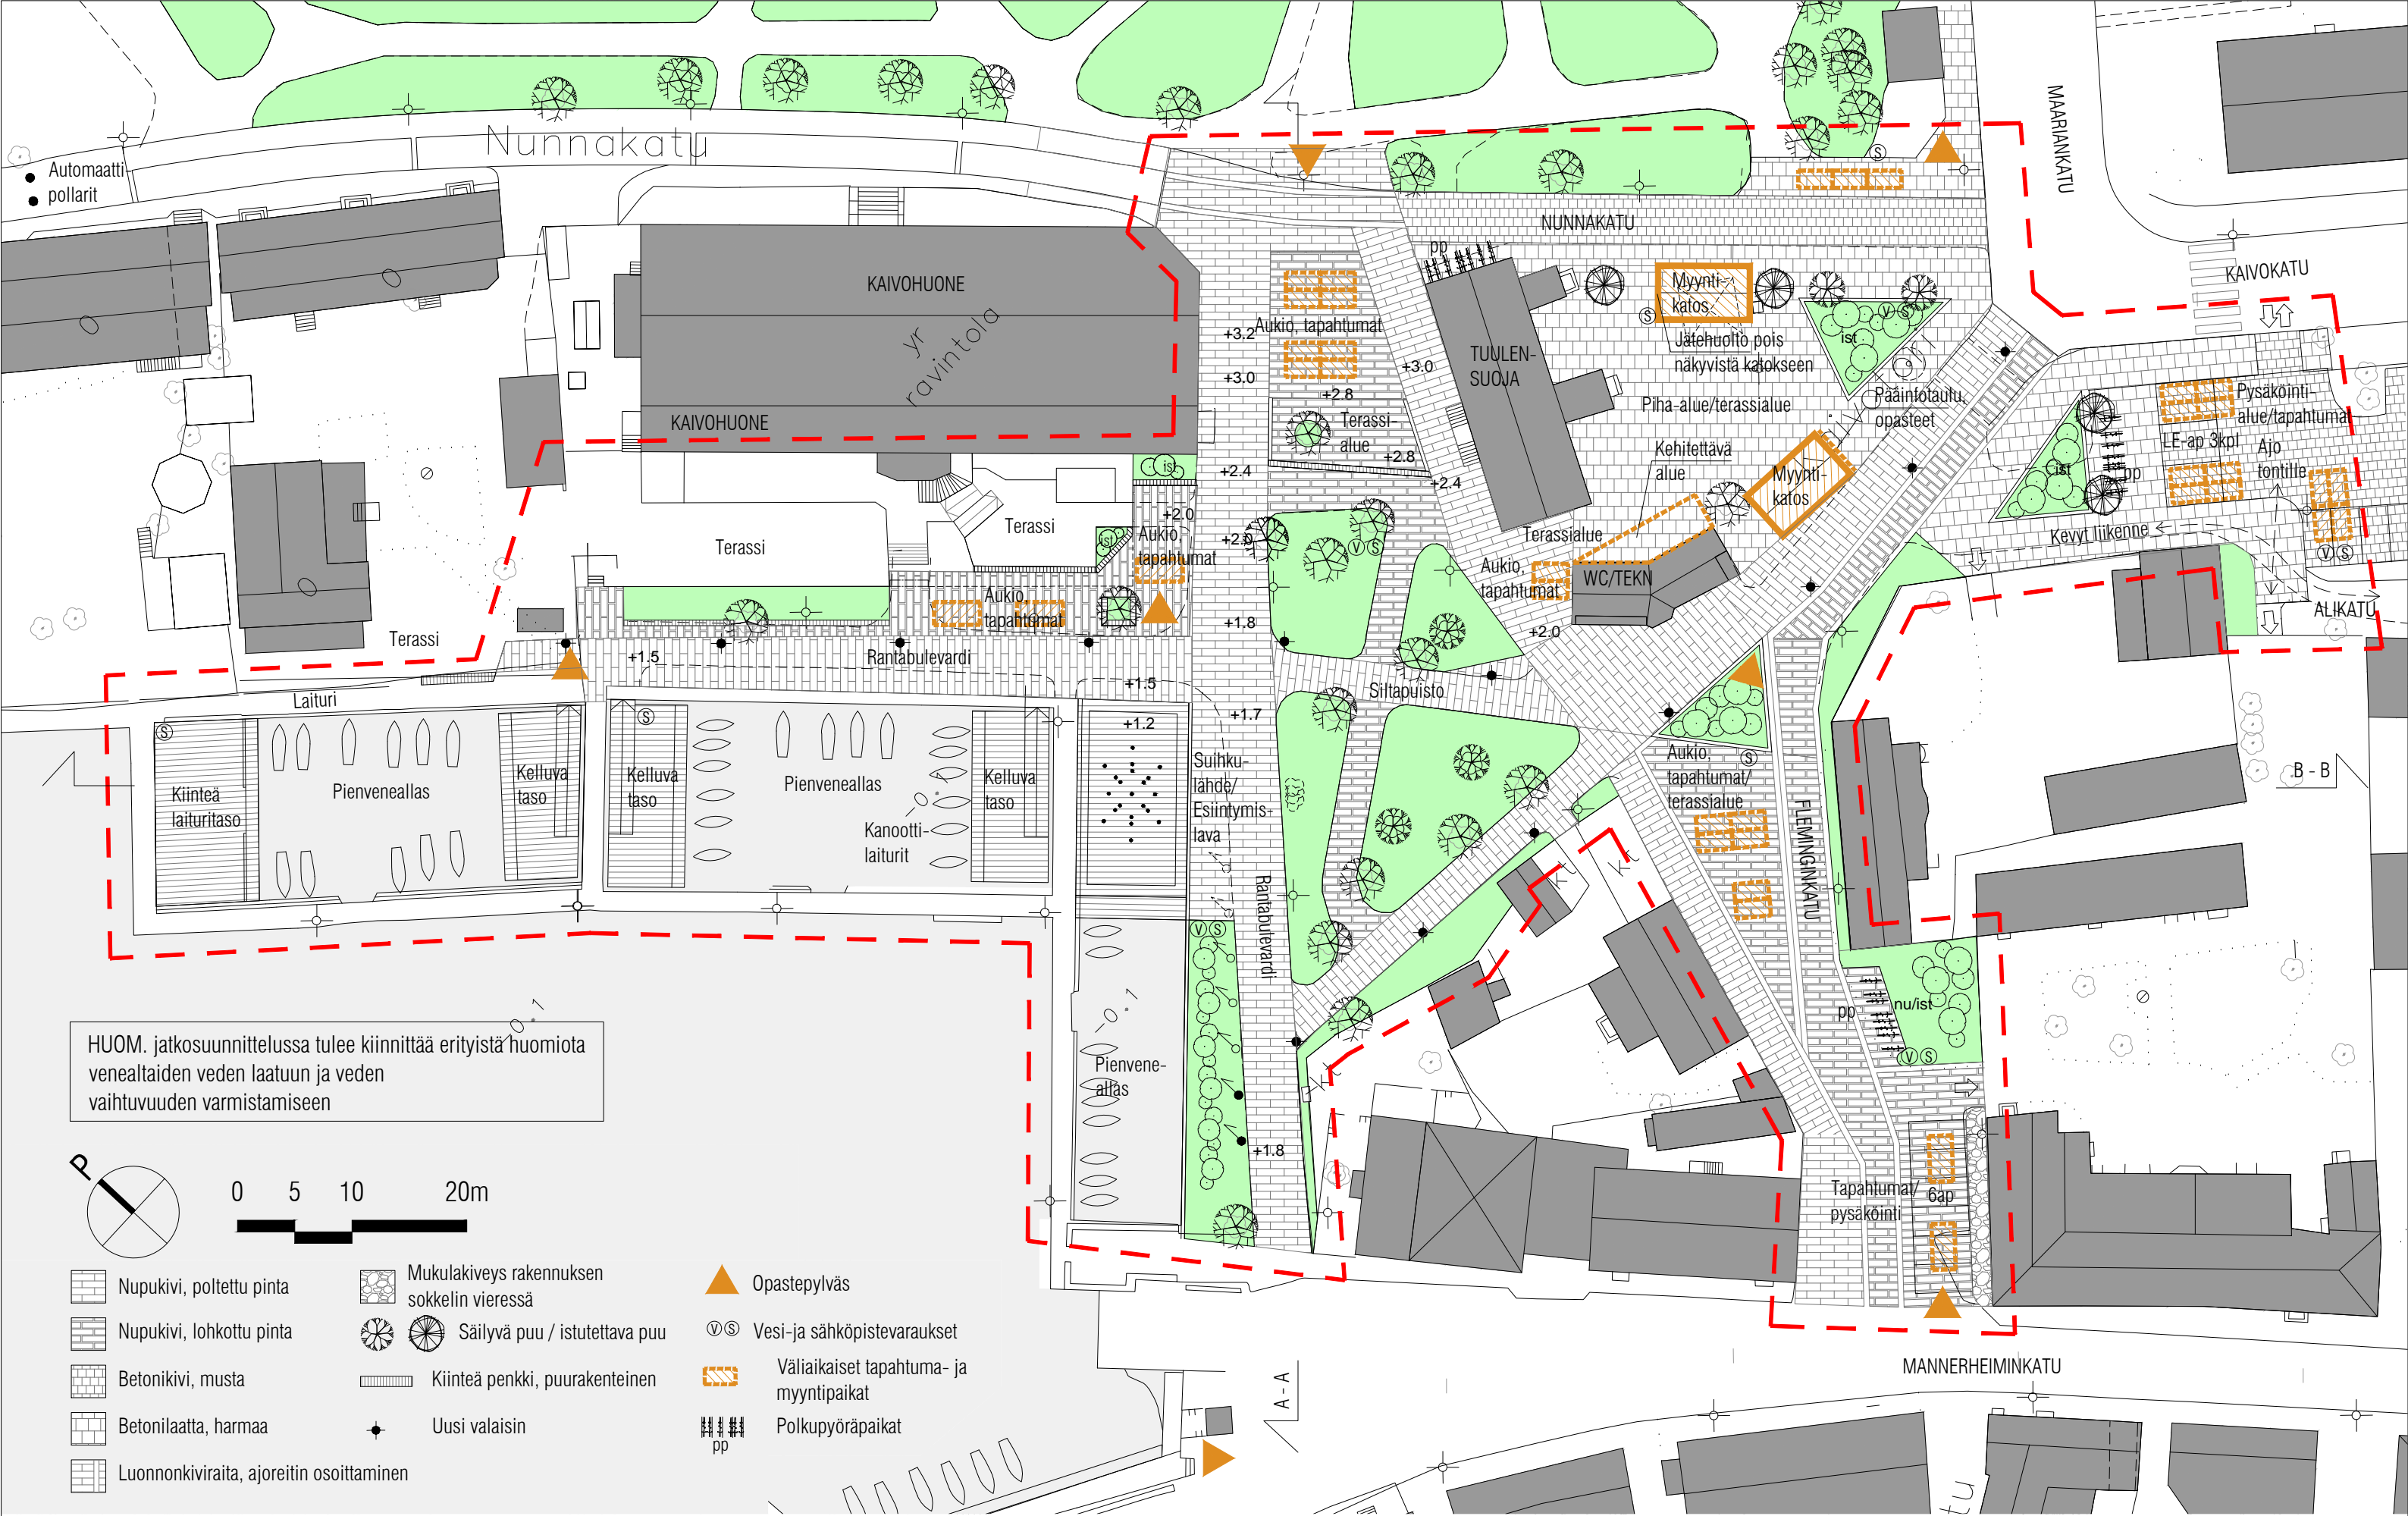 Nunnakatu
Automaatti-
pollarit
MAARIANKATU
NUNNAKATU
KAIVOKATU
KAIVOHUONE
yr
ravintola
KAIVOHUONE
pp
Myynti-
katos
S
S
Jätehuolto pois
näkyvistä katokseen
V S
ist
+3.2
Aukio, tapahtumat
+3.0
+3.0
+2.8
TUULEN-
SUOJA
Piha-alue/terassialue
Pääinfotaulu,
opasteet
Pysäköinti-
alue/tapahtumat
LE-ap 3kpl
Ajo
tontille
pp
ist
Terassi-
alue
+2.8
Kehitettävä
alue
Myynti-
katos
ist
+2.4
+2.4
+2.0
Terassi
Terassi
ist
Aukio,
tapahtumat
+2.0
V S
Terassialue
Aukio,
tapahtumat
WC/TEKN
Kevyt liikenne
V S
ALIKATU
Aukio,
tapahtumat
+1.8
+2.0
Terassi
+1.5
Rantabulevardi
+1.5
Siltapuisto
Laituri
S
S
+1.2
+1.7
Kiinteä
laituritaso
Pienveneallas
Kelluva
taso
Kelluva
taso
Pienveneallas
Kanootti-
laiturit
-0.1
Kelluva
taso
Suihku-
lähde/
Esiintymis-
lava
Rantabulevardi
Aukio,
tapahtumat/
terassialue
S
FLEMINGINKATU
B - B
V S
-0.1
-0.1
Pienvene-
allas
pp
nu/ist
V S
+1.8
Tapahtumat/
pysäköinti
6ap
HUOM. jatkosuunnittelussa tulee kiinnittää erityistä huomiota
venealtaiden veden laatuun ja veden
vaihtuvuuden varmistamiseen
P
0 5 10 20m
Nupukivi, poltettu pinta
Nupukivi, lohkottu pinta
Betonikivi, musta
Betonilaatta, harmaa
Luonnonkiviraita, ajoreitin osoittaminen
Mukulakiveys rakennuksen
sokkelin vieressä
Säilyvä puu / istutettava puu
Kiinteä penkki, puurakenteinen
Uusi valaisin
Opastepylväs
V S Vesi-ja sähköpistevaraukset
Väliaikaiset tapahtuma- ja
myyntipaikat
pp
Polkupyöräpaikat
A - A
MANNERHEIMINKATU